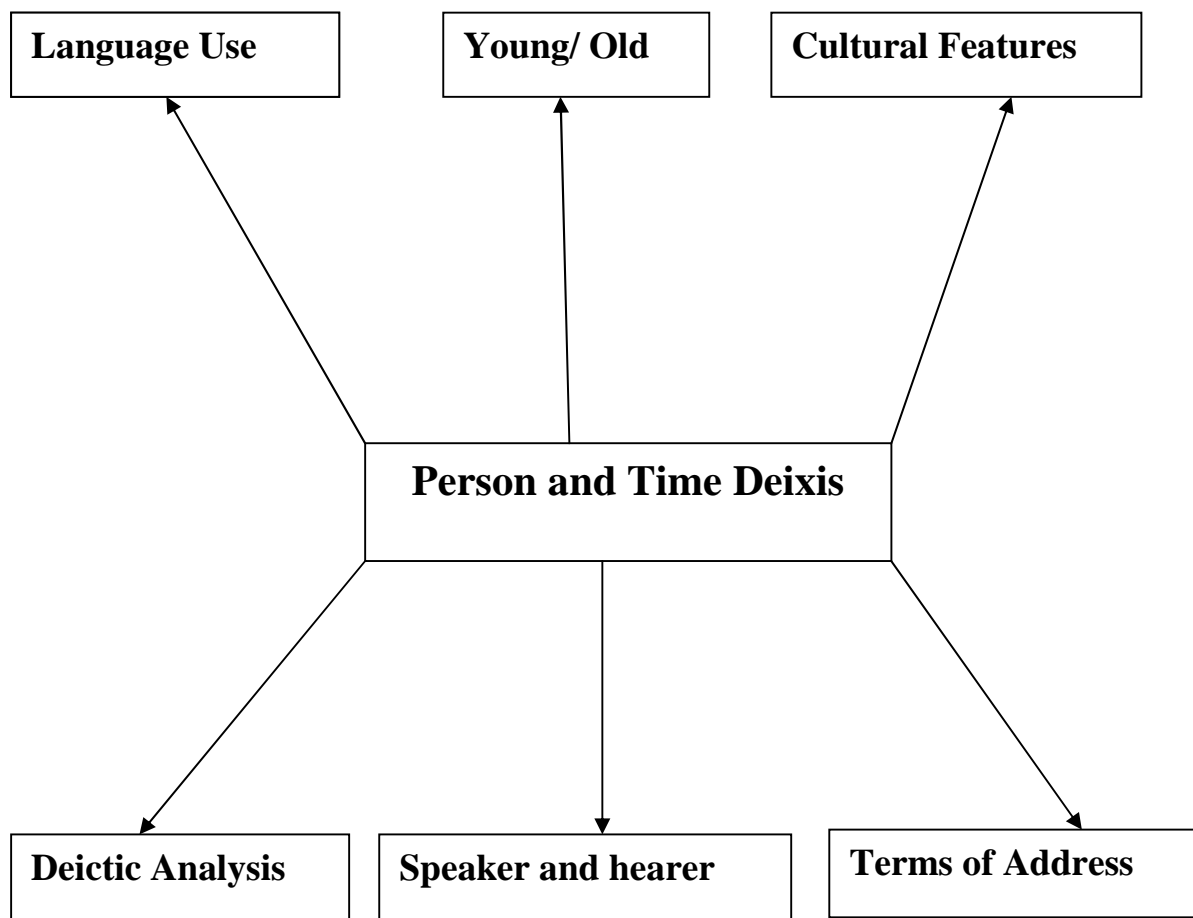 Language Use
Young/ Old
Cultural Features
Person and Time Deixis
Deictic Analysis
Speaker and hearer
Terms of Address